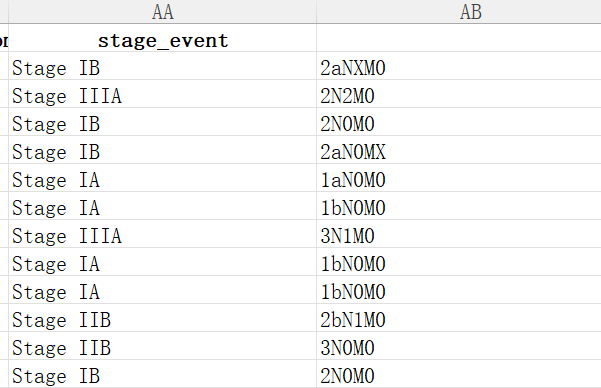 AA AB
stage_event
Stage IB 2aNXM0
Stage IIIA 2N2M0
Stage IB 2N0M0
Stage IB 2aN0MX
Stage IA 1aN0M0
Stage IA 1bN0M0
Stage IIIA 3N1M0
Stage IA 1bN0M0
Stage IA 1bN0M0
Stage IIB 2bN1M0
Stage IIB 3N0M0
Stage IB 2N0M0